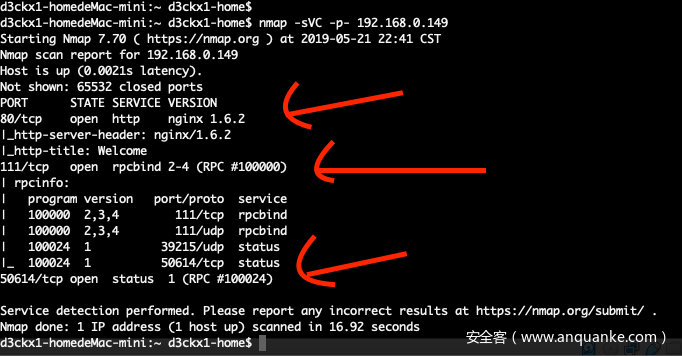 d3ckx1-homedeMac-mini:~ d3ckx1-home$
d3ckx1-homedeMac-mini:~ d3ckx1-home$ nmap -sVC -p- 192.168.0.149
Starting Nmap 7.70 ( https://nmap.org ) at 2019-05-21 22:41 CST
Nmap scan report for 192.168.0.149
Host is up (0.0021s latency).
Not shown: 65532 closed ports
PORT      STATE SERVICE VERSION
80/tcp    open  http    nginx 1.6.2
|_http-server-header: nginx/1.6.2
|_http-title: Welcome
111/tcp   open  rpcbind 2-4 (RPC #100000)
| rpcinfo:
|   program version   port/proto  service
|   100000  2,3,4        111/tcp  rpcbind
|   100000  2,3,4        111/udp  rpcbind
|   100024  1          39215/udp  status
|_  100024  1          50614/tcp  status
50614/tcp open  status  1 (RPC #100024)

Service detection performed. Please report any incorrect results at https://nmap.org/submit/ .
Nmap done: 1 IP address (1 host up) scanned in 16.92 seconds
d3ckx1-homedeMac-mini:~ d3ckx1-home$
安全客（www.anquanke.com）